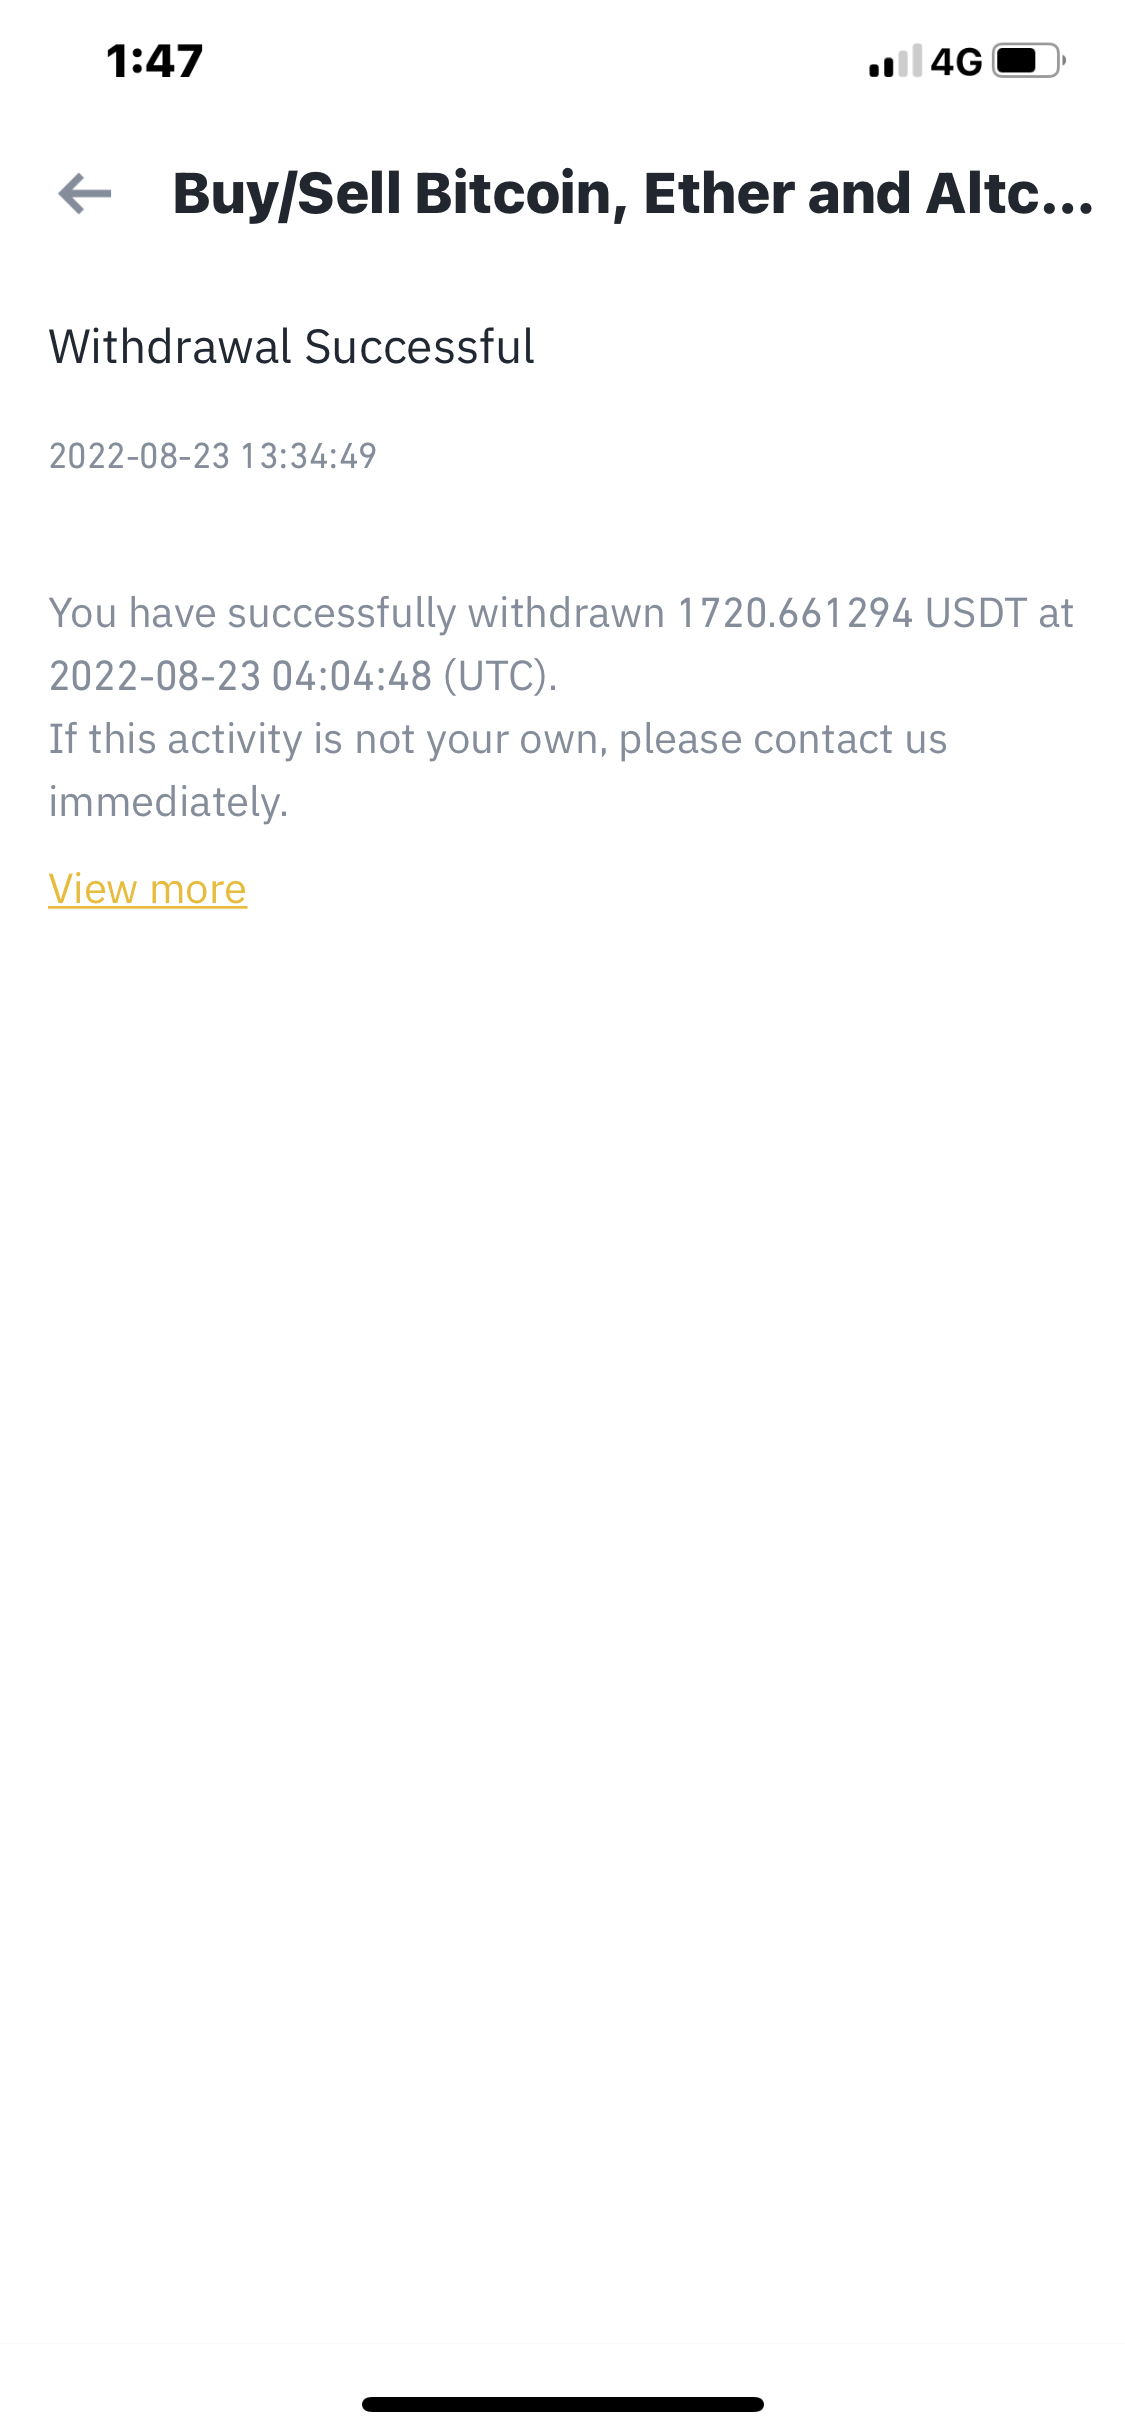 1:47
4G
Buy/Sell Bitcoin, Ether and Altc...
Withdrawal Successful
2022-08-23 13:34:49
You have successfully withdrawn 1720.661294 USDT at
2022-08-23 04:04:48 (UTC).
If this activity is not your own, please contact us
immediately.
View more